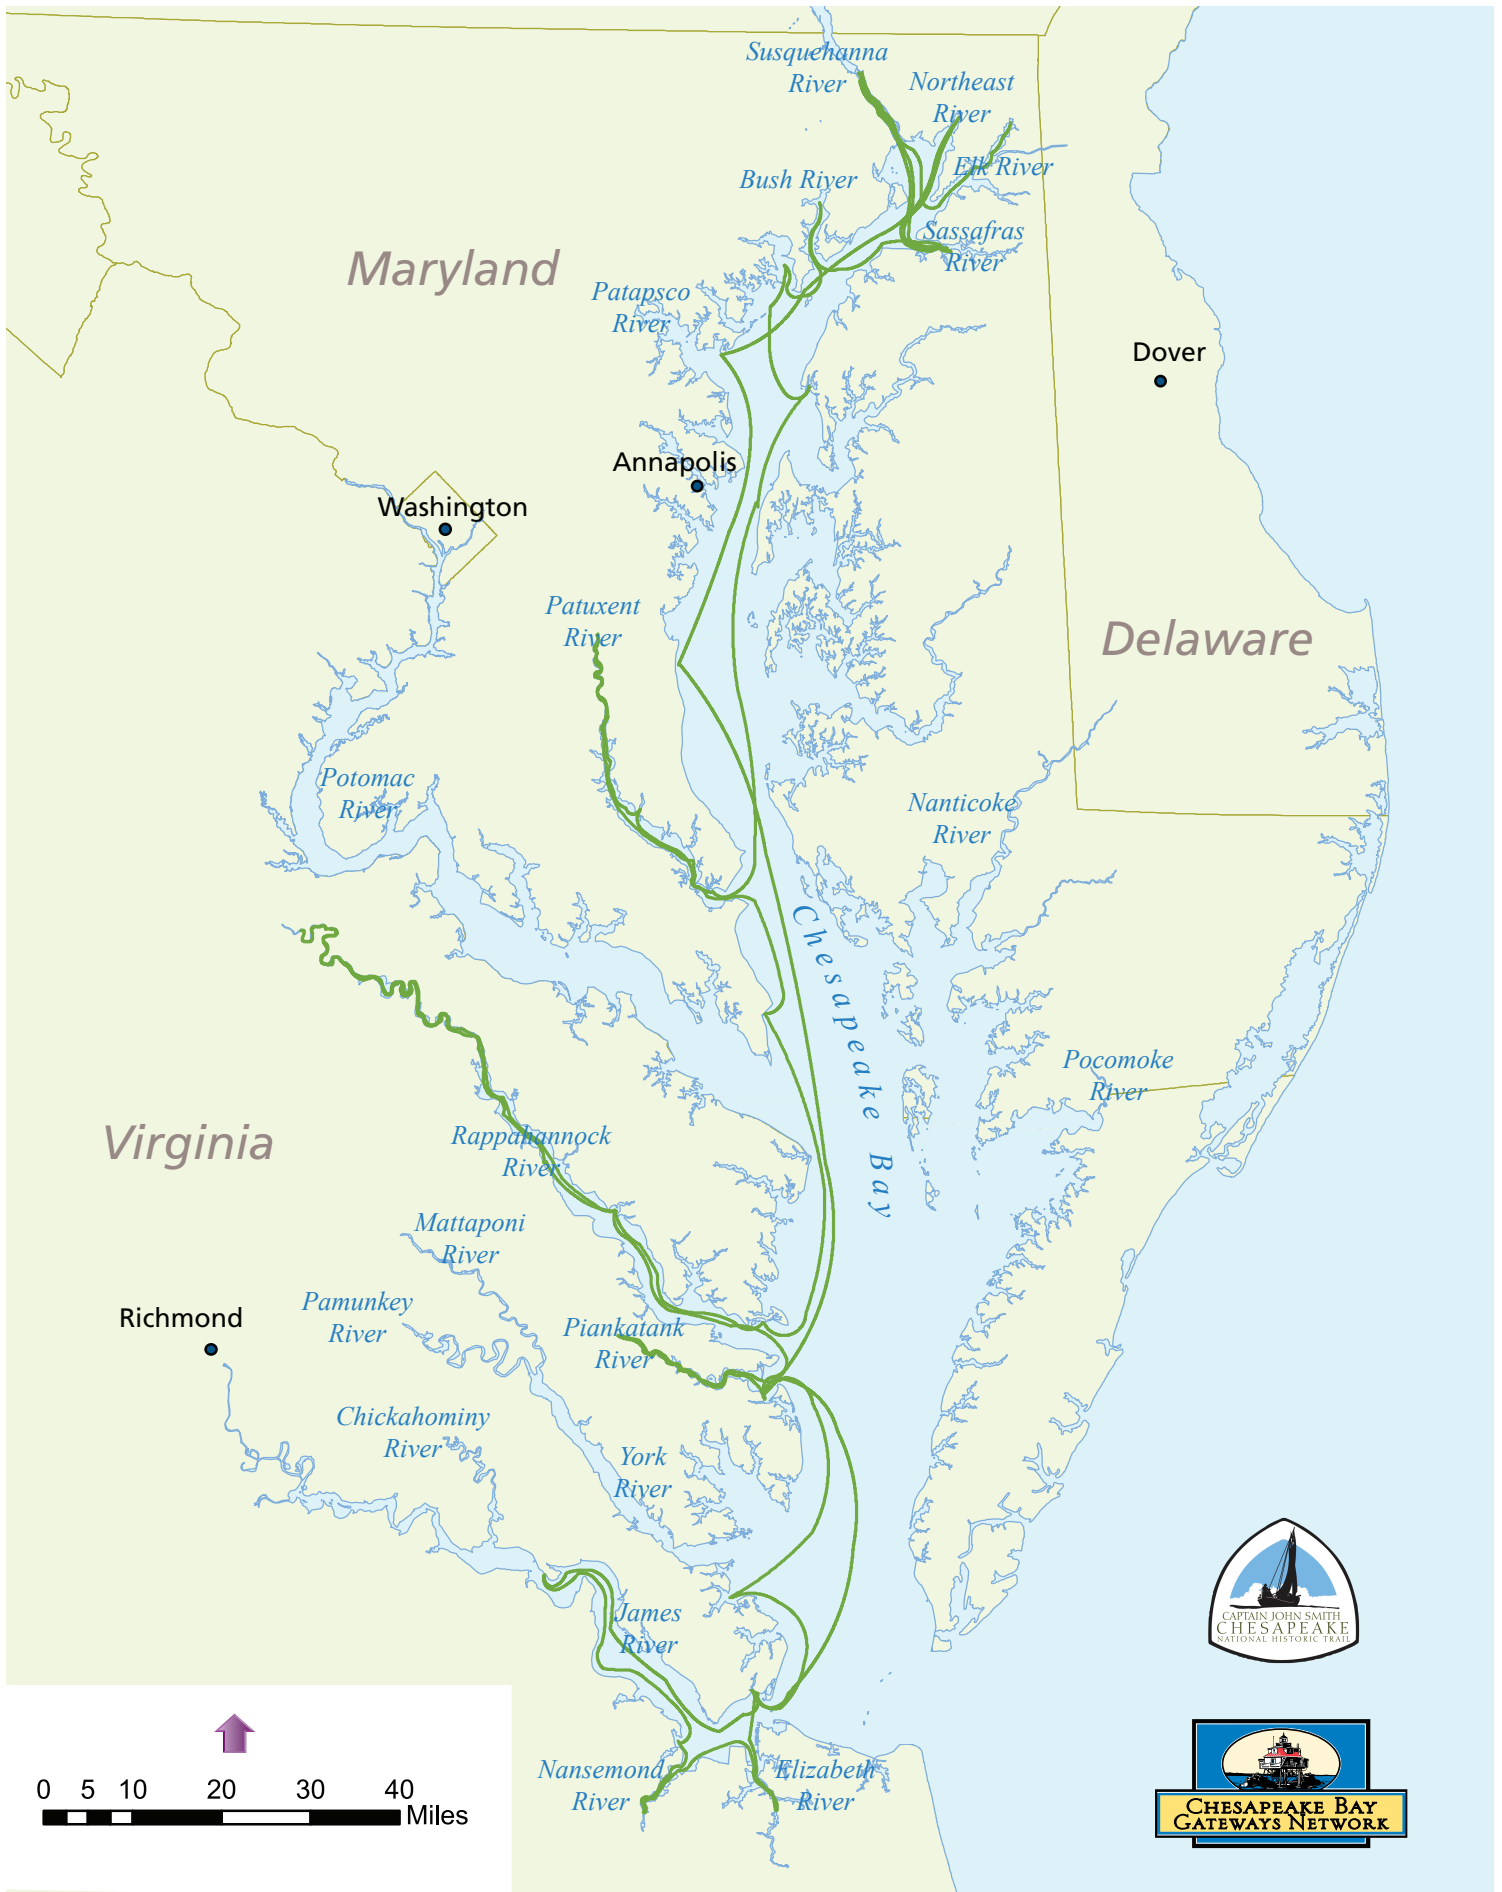 Susquehanna
River
Northeast
River
Elk River
Bush River
Sassafras
River
Maryland
Patapsco
River
Dover
Annapolis
Washington
Patuxent
River
Delaware
Potomac
River
Nanticoke
River
Chesapeake Bay
Pocomoke
River
Virginia
Rappahannock
River
Mattaponi
River
Pamunkey
River
Richmond
Piankatank
River
Chickahominy
River
York
River
James
River
CAPTAIN JOHN SMITH
CHESAPEAKE
NATIONAL HISTORIC TRAIL
Nansemond
River
Elizabeth
River
0 5 10 20 30 40
Miles
CHESAPEAKE BAY
GATEWAYS NETWORK